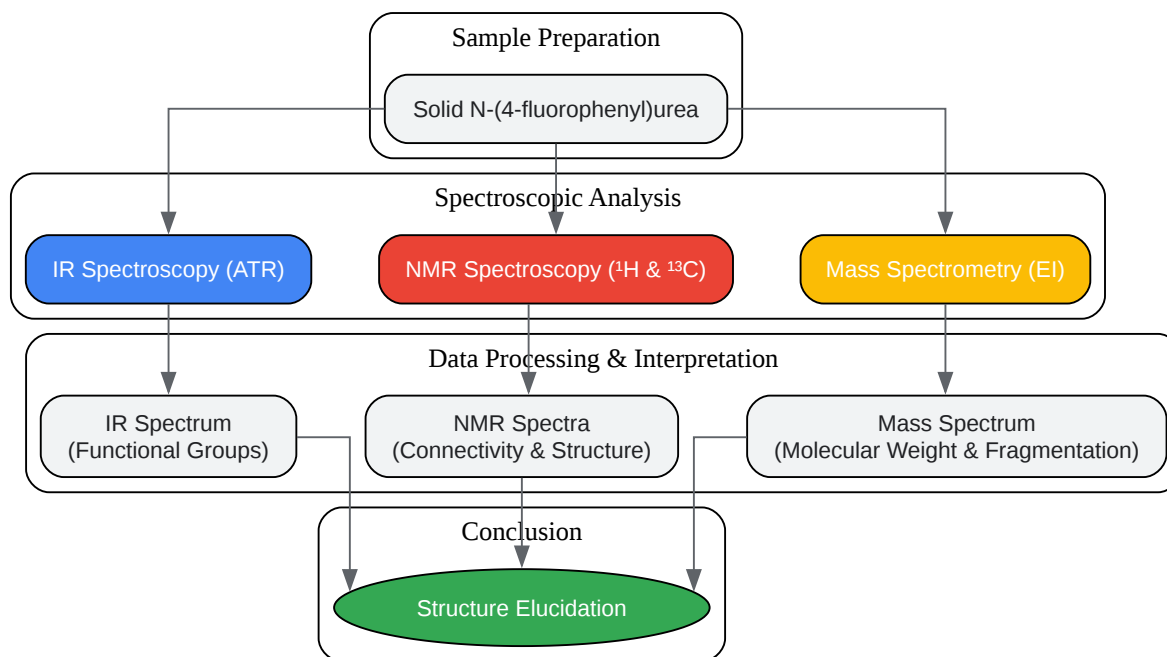 Sample Preparation
Solid N-(4-fluorophenyl)urea
Spectroscopic Analysis
IR Spectroscopy (ATR)
NMR Spectroscopy (¹H & ¹³C)
Mass Spectrometry (EI)
Data Processing & Interpretation
IR Spectrum
(Functional Groups)
NMR Spectra
(Connectivity & Structure)
Mass Spectrum
(Molecular Weight & Fragmentation)
Conclusion
Structure Elucidation